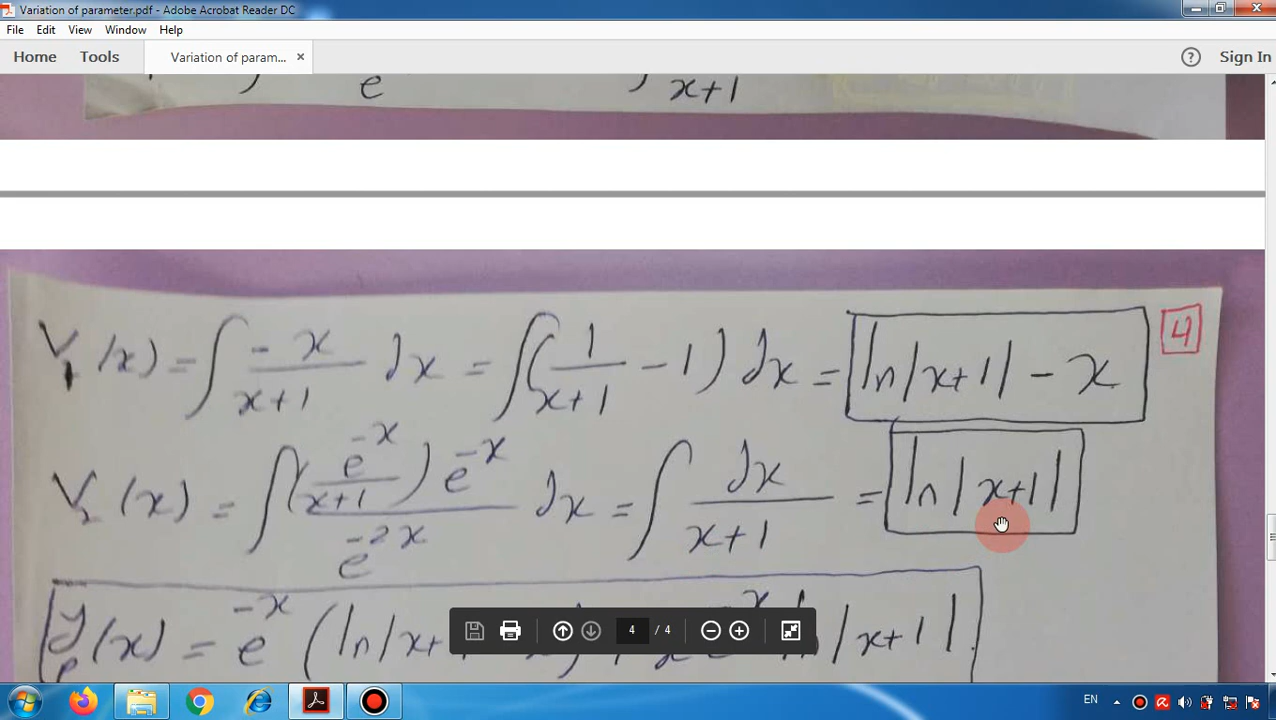 Variation of parameter.pdf - Adobe Acrobat Reader DC
File Edit View Window Help
Home Tools Variation of param... × ? Sign In
e x+1
4
V₁(x) = ∫ -x/(x+1) dx = ∫(1/(x+1) - 1) dx = ln|x+1| - x
V₂(x) = ∫ (e^-x/(x+1)) e^-x / e^-2x dx = ∫ dx/(x+1) = ln|x+1|
y_p(x) = e^-x (ln|x+ ln|x+1|
4 / 4
EN